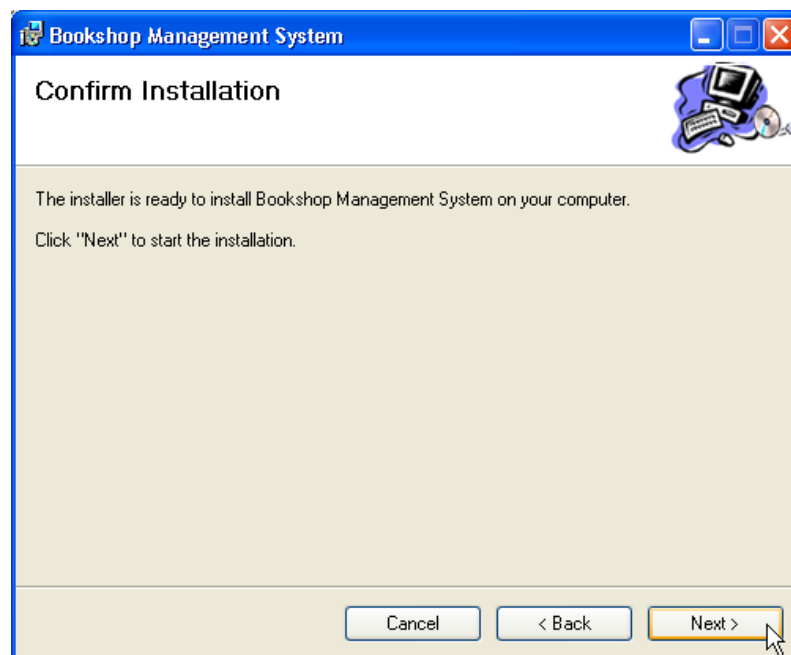 Bookshop Management System
Confirm Installation
The installer is ready to install Bookshop Management System on your computer.
Click "Next" to start the installation.
Cancel
< Back
Next >